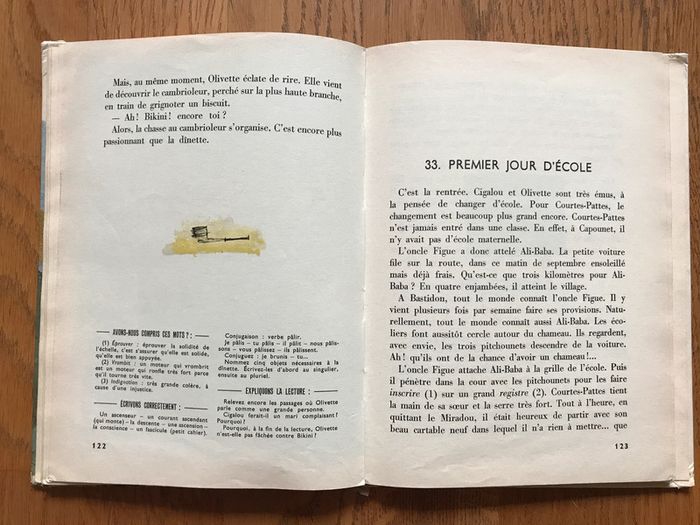 Mais, au même moment, Olivette éclate de rire. Elle vient
de découvrir le cambrioleur, perché sur la plus haute branche,
en train de grignoter un biscuit.
— Ah! Bikini! encore toi?
Alors, la chasse au cambrioleur s'organise. C'est encore plus
passionnant que la dînette.
AVONS-NOUS COMPRIS CES MOTS? :
(1) Éprouver : éprouver la solidité de
l'échelle, c'est s'assurer qu'elle est solide,
qu'elle est bien appuyée.
(2) Vrombit : un moteur qui vrombrit
est un moteur qui ronfle très fort parce
qu'il tourne très vite.
(3) Indignation : très grande colère, à
cause d'une injustice.
ÉCRIVONS CORRECTEMENT :
Un ascenseur — un courant ascendant
(qui monte) - la descente — une ascension —
la conscience — un fascicule (petit cahier).
Conjugaison : verbe pâlir.
Je pâlis — tu pâlis — il pâlit — nous pâlis-
sons — vous pâlissez — ils pâlissent.
Conjuguez : je brunis — tu...
Nommez cinq objets nécessaires à la
dînette. Écrivez-les d'abord au singulier,
ensuite au pluriel.
EXPLIQUONS LA LECTURE :
Relevez encore les passages où Olivette
parle comme une grande personne.
Cigalou ferait-il un mari complaisant?
Pourquoi?
Pourquoi, à la fin de la lecture, Olivette
n'est-elle pas fâchée contre Bikini?
122
33. PREMIER JOUR D'ÉCOLE
C'est la rentrée. Cigalou et Olivette sont très émus, à
la pensée de changer d'école. Pour Courtes-Pattes, le
changement est beaucoup plus grand encore. Courtes-Pattes
n'est jamais entré dans une classe. En effet, à Capounet, il
n'y avait pas d'école maternelle.
L'oncle Figue a donc attelé Ali-Baba. La petite voiture
file sur la route, dans ce matin de septembre ensoleillé
mais déjà frais. Qu'est-ce que trois kilomètres pour Ali-
Baba? En quatre enjambées, il atteint le village.
A Bastidon, tout le monde connaît l'oncle Figue. Il y
vient plusieurs fois par semaine faire ses provisions. Natu-
rellement, tout le monde connaît aussi Ali-Baba. Les éco-
liers font aussitôt cercle autour du chameau. Ils regardent,
avec envie, les trois pitchounets descendre de la voiture.
Ah! qu'ils ont de la chance d'avoir un chameau!...
L'oncle Figue attache Ali-Baba à la grille de l'école. Puis
il pénètre dans la cour avec les pitchounets pour les faire
inscrire (1) sur un grand registre (2). Courtes-Pattes tient
la main de sa sœur et la serre très fort. Tout à l'heure, en
quittant le Miradou, il était heureux de partir avec son
beau cartable neuf dans lequel il n'a rien à mettre... que
123